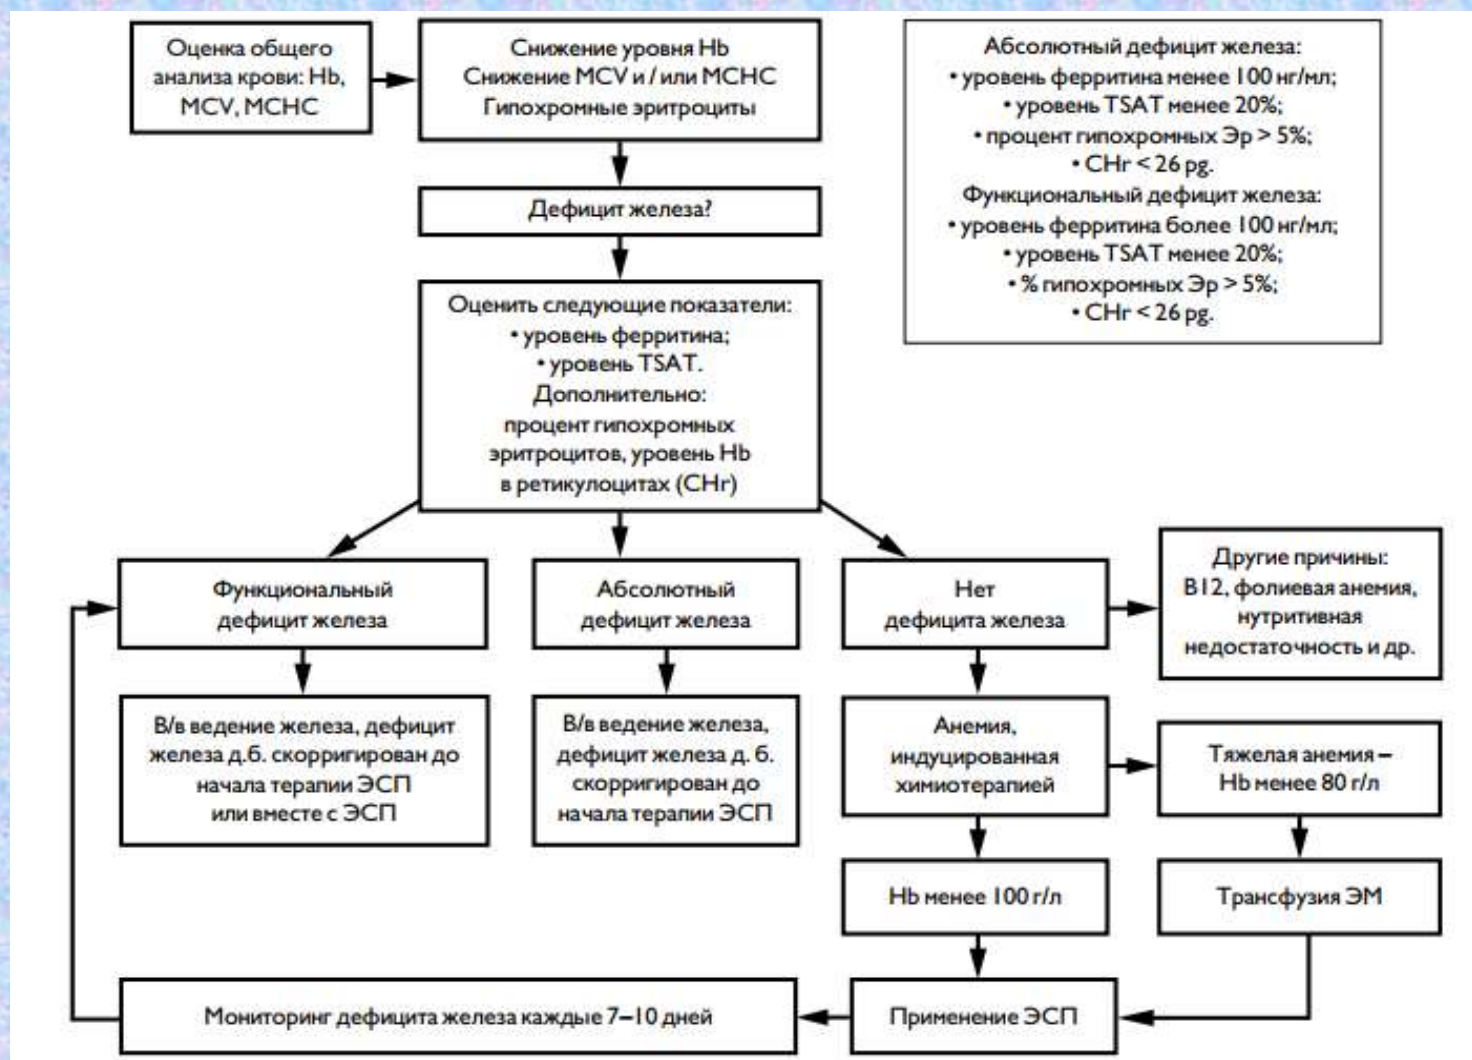 Оценка общего
анализа крови: Hb,
MCV, MCHC
Снижение уровня Hb
Снижение MCV и / или MCHC
Гипохромные эритроциты
Абсолютный дефицит железа:
• уровень ферритина менее 100 нг/мл;
• уровень TSAT менее 20%;
• процент гипохромных Эр > 5%;
• CHr < 26 pg.
Функциональный дефицит железа:
• уровень ферритина более 100 нг/мл;
• уровень TSAT менее 20%;
• % гипохромных Эр > 5%;
• CHr < 26 pg.
Дефицит железа?
Оценить следующие показатели:
• уровень ферритина;
• уровень TSAT.
Дополнительно:
процент гипохромных
эритроцитов, уровень Hb
в ретикулоцитах (CHr)
Функциональный
дефицит железа
Абсолютный
дефицит железа
Нет
дефицита железа
Другие причины:
B12, фолиевая анемия,
нутритивная
недостаточность и др.
В/в ведение железа, дефицит
железа д.б. скорригирован до
начала терапии ЭСП
или вместе с ЭСП
В/в ведение железа,
дефицит железа д. б.
скорригирован до
начала терапии ЭСП
Анемия,
индуцированная
химиотерапией
Тяжелая анемия –
Hb менее 80 г/л
Hb менее 100 г/л
Трансфузия ЭМ
Мониторинг дефицита железа каждые 7–10 дней
Применение ЭСП